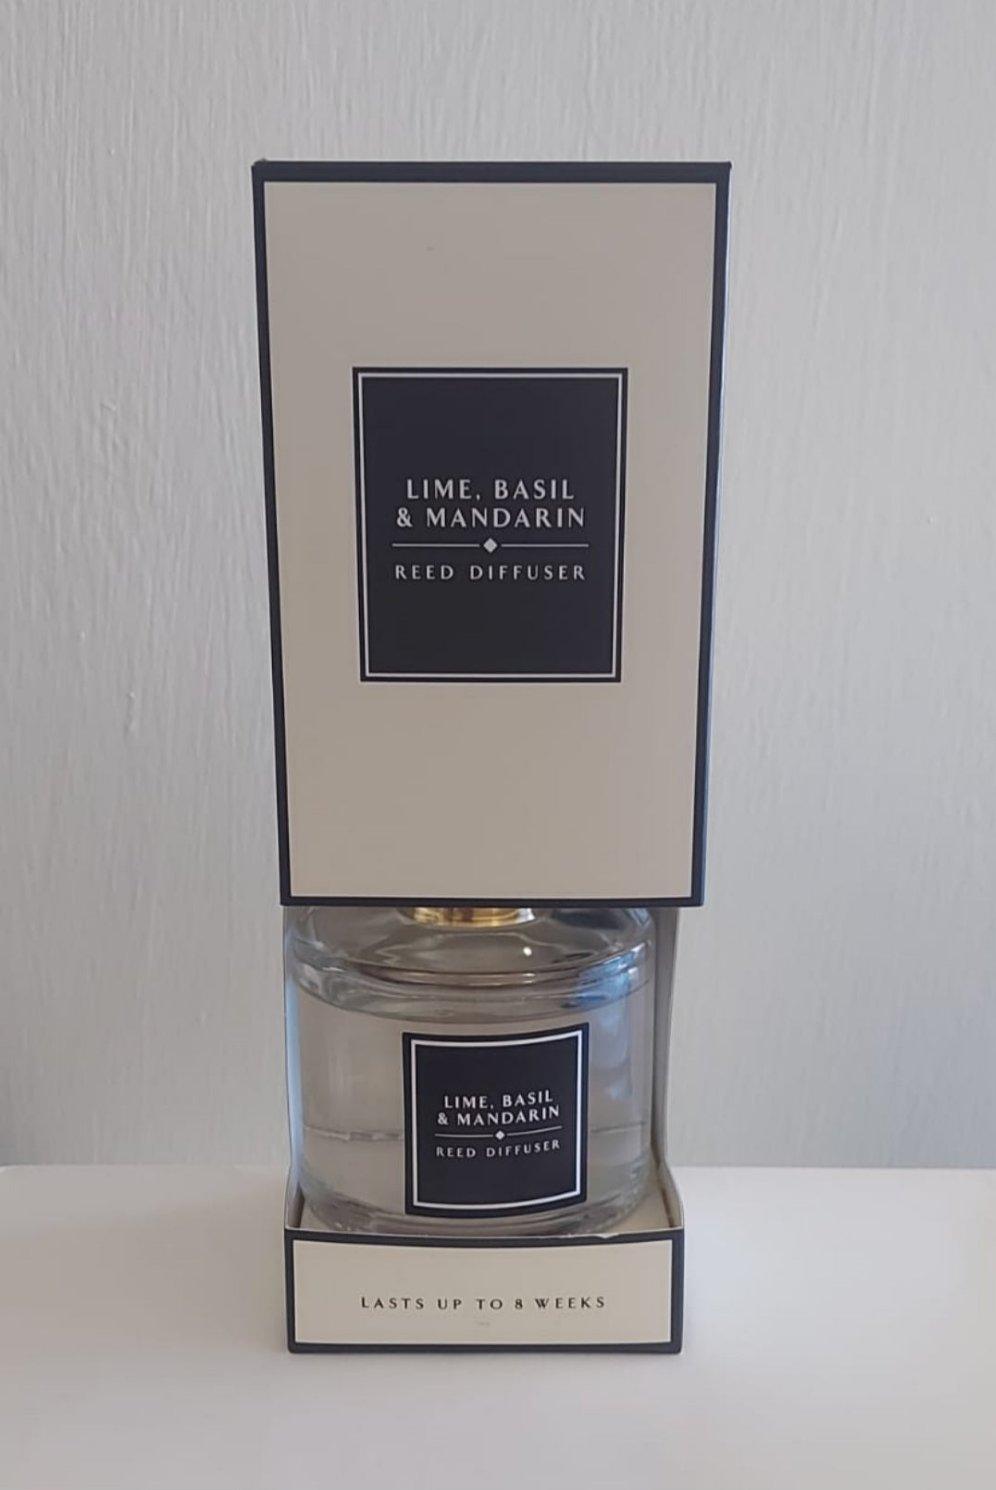 LIME, BASIL
& MANDARIN
REED DIFFUSER
LIME, BASIL
& MANDARIN
REED DIFFUSER
LASTS UP TO 8 WEEKS